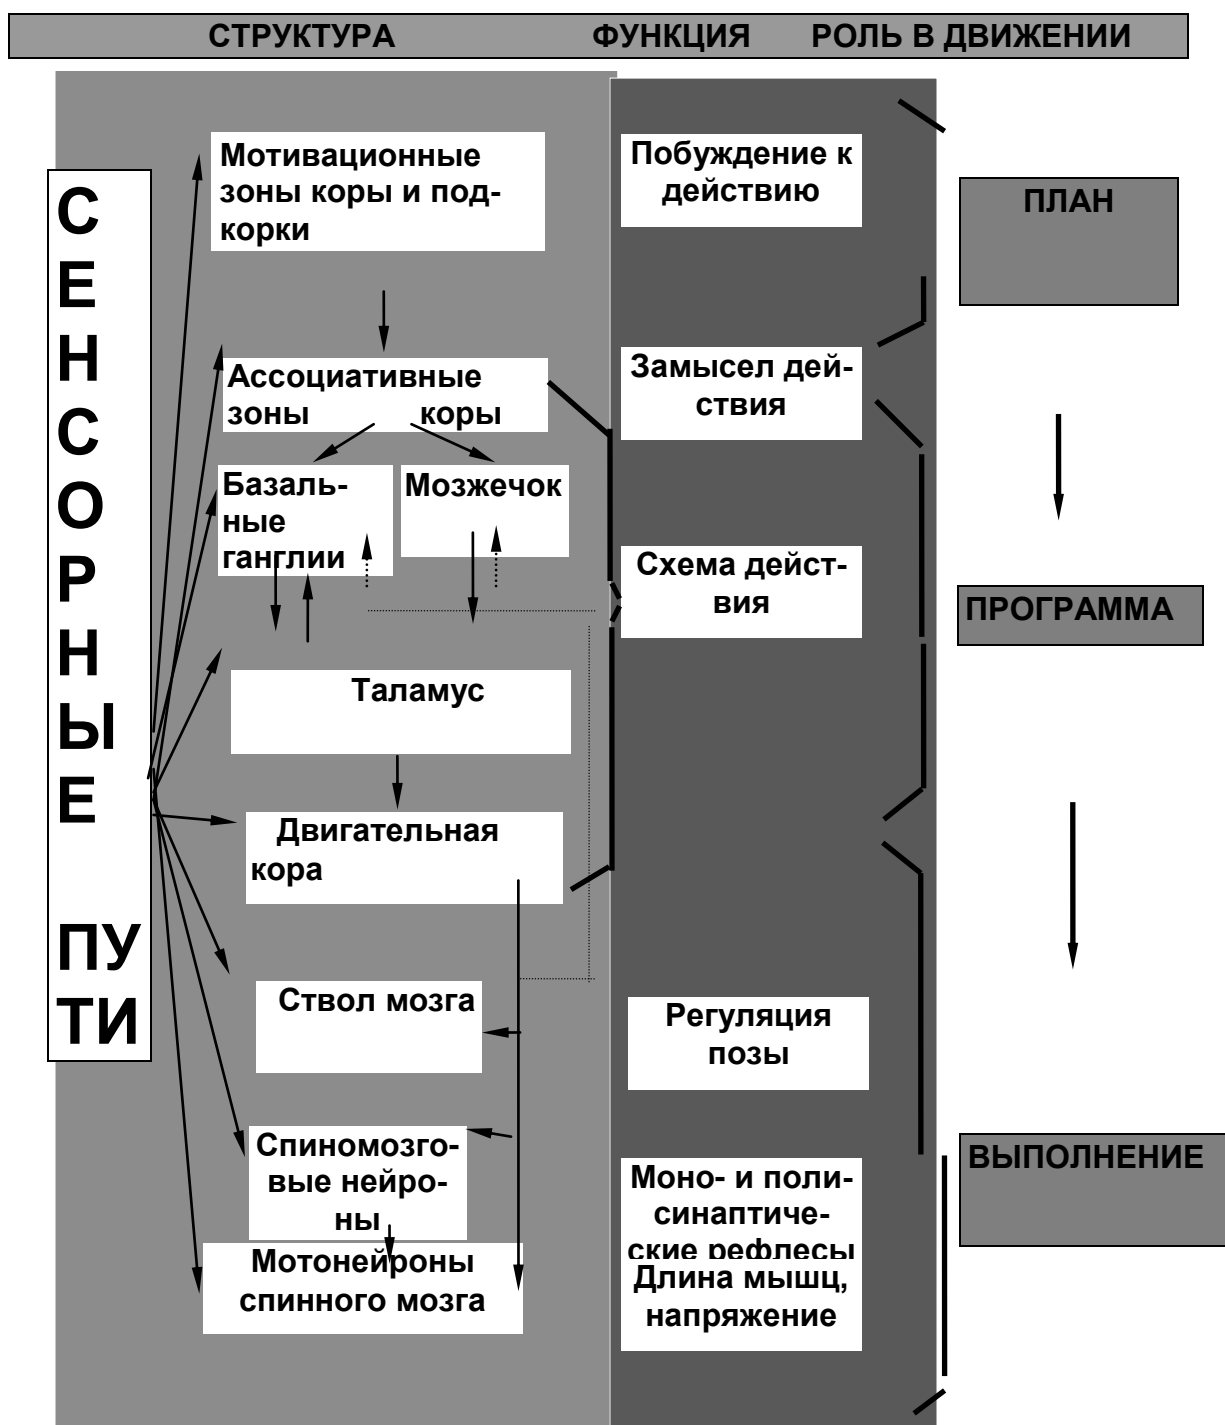 СТРУКТУРА ФУНКЦИЯ РОЛЬ В ДВИЖЕНИИ
С
Е
Н
С
О
Р
Н
Ы
Е
ПУ
ТИ
Мотивационные
зоны коры и под-
корки
Ассоциативные
зоны коры
Базаль-
ные
ганглии
Мозжечок
Таламус
Двигательная
кора
Ствол мозга
Спиномозго-
вые нейро-
ны
Мотонейроны
спинного мозга
Побуждение к
действию
Замысел дей-
ствия
Схема дейст-
вия
Регуляция
позы
Моно- и поли-
синаптиче-
ские рефлесы
Длина мышц,
напряжение
ПЛАН
ПРОГРАММА
ВЫПОЛНЕНИЕ